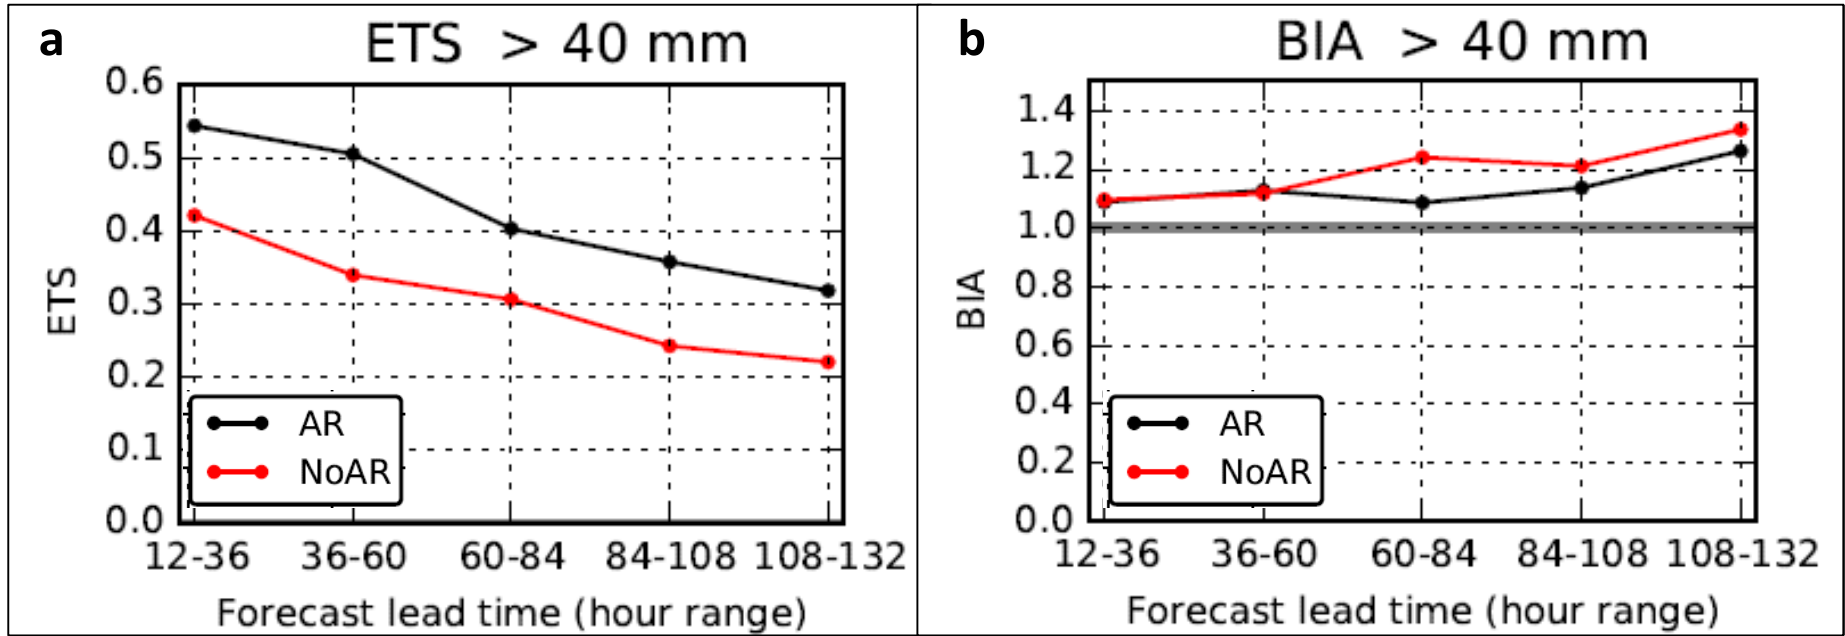 a
ETS > 40 mm
0.6
0.5
0.4
0.3
0.2
0.1
0.0
ETS
AR
NoAR
12-36 36-60 60-84 84-108 108-132
Forecast lead time (hour range)
b
BIA > 40 mm
1.4
1.2
1.0
0.8
0.6
0.4
0.2
0.0
BIA
AR
NoAR
12-36 36-60 60-84 84-108 108-132
Forecast lead time (hour range)